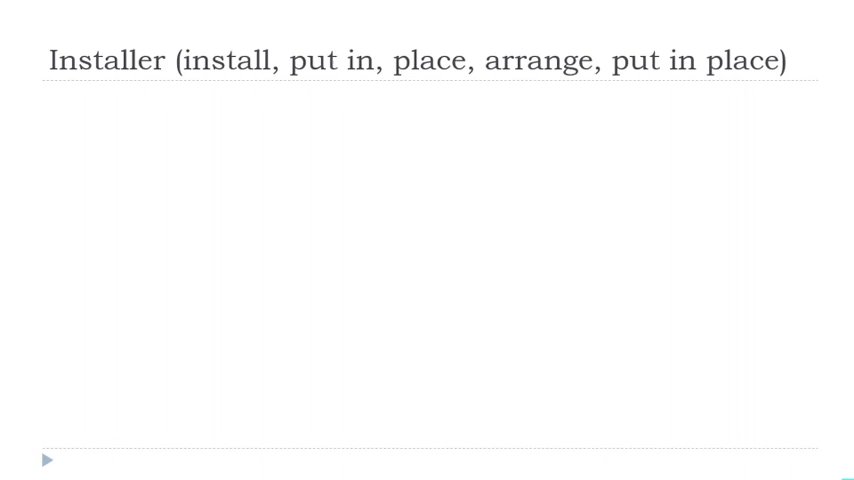 Installer (install, put in, place, arrange, put in place)